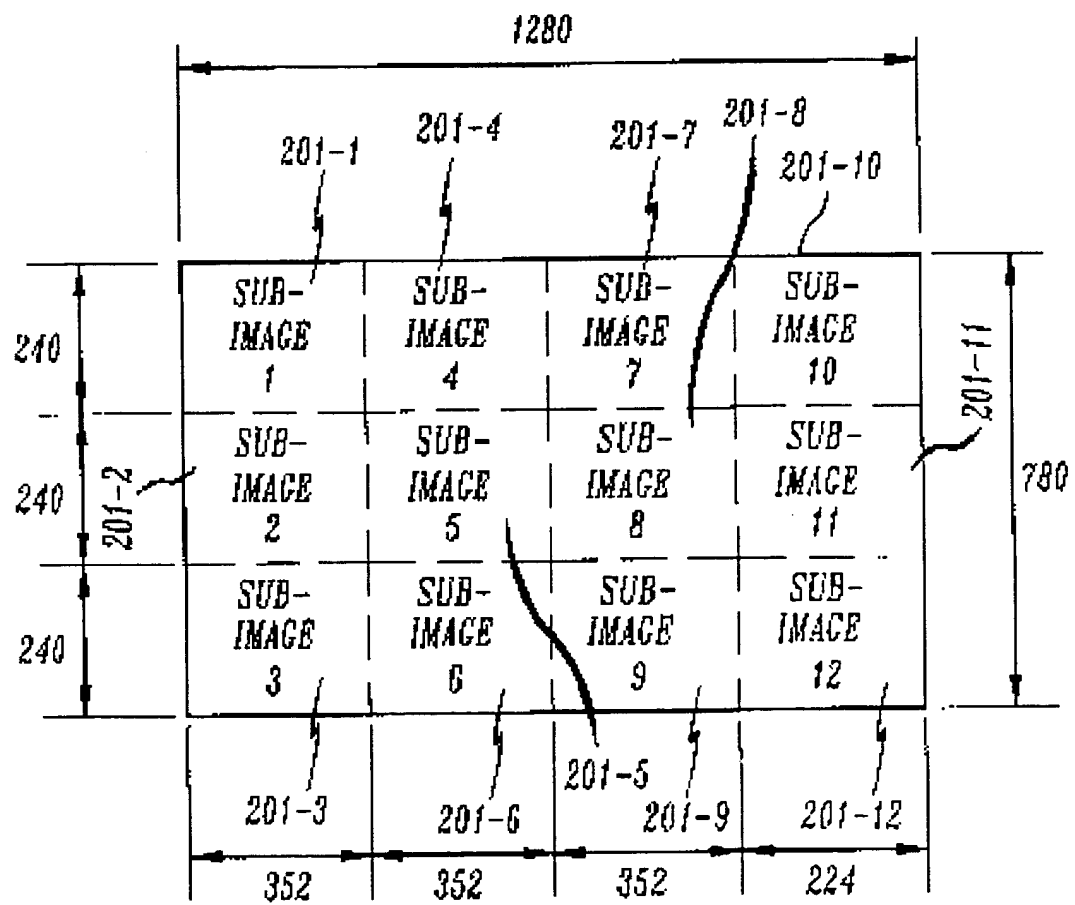 1280
201-1
201-4
201-7
201-8
201-10
SUB-
IMAGE
1
SUB-
IMAGE
4
SUB-
IMAGE
7
SUB-
IMAGE
10
240
201-11
SUB-
IMAGE
2
SUB-
IMAGE
5
SUB-
IMAGE
8
SUB-
IMAGE
11
240
201-2
780
SUB-
IMAGE
3
SUB-
IMAGE
6
SUB-
IMAGE
9
SUB-
IMAGE
12
240
201-3
201-6
201-5
201-9
201-12
352
352
352
224